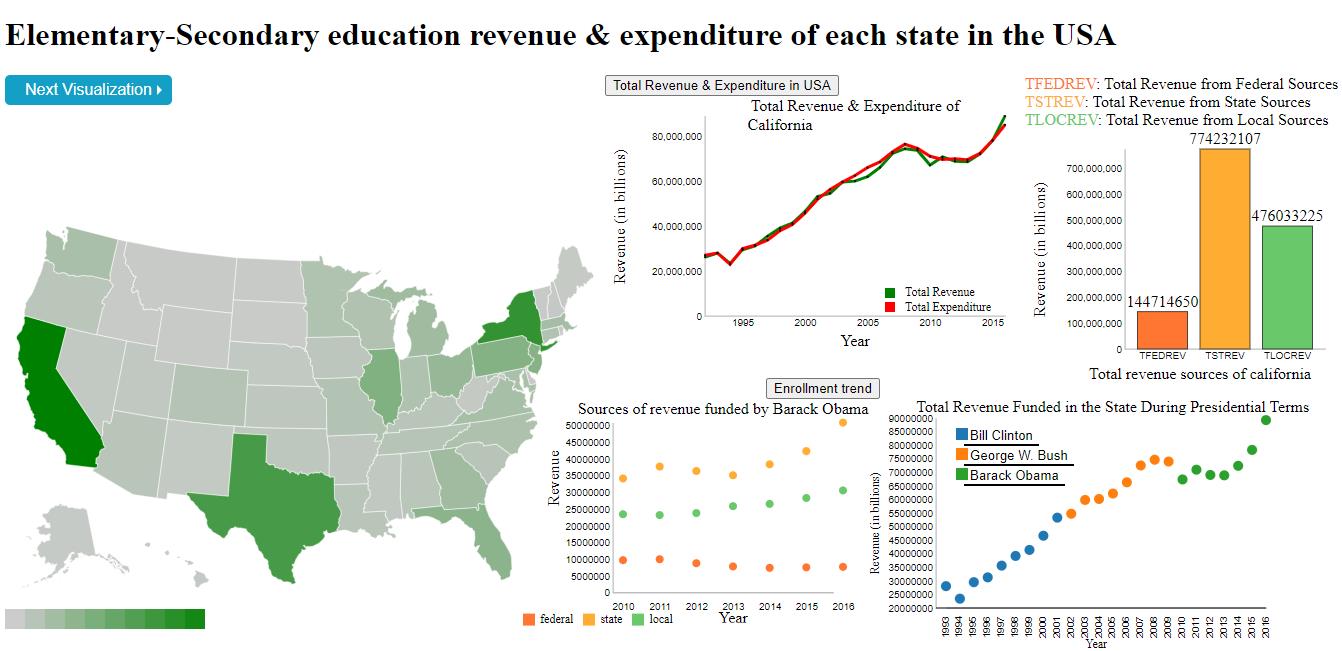 Elementary-Secondary education revenue & expenditure of each state in the USA
Next Visualization
Total Revenue & Expenditure in USA
Total Revenue & Expenditure of
California
Revenue (in billions)
80,000,000
60,000,000
40,000,000
20,000,000
0
1995
2000
2005
2010
2015
Year
Total Revenue
Total Expenditure
TFEDREV: Total Revenue from Federal Sources
TSTREV: Total Revenue from State Sources
TLOCREV: Total Revenue from Local Sources
774232107
476033225
144714650
Revenue (in billions)
700,000,000
600,000,000
500,000,000
400,000,000
300,000,000
200,000,000
100,000,000
0
TFEDREV
TSTREV
TLOCREV
Total revenue sources of california
Enrollment trend
Sources of revenue funded by Barack Obama
Revenue
50000000
45000000
40000000
35000000
30000000
25000000
20000000
15000000
10000000
5000000
0
2010
2011
2012
2013
2014
2015
2016
Year
federal
state
local
Total Revenue Funded in the State During Presidential Terms
Revenue (in billions)
90000000
85000000
80000000
75000000
70000000
65000000
60000000
55000000
50000000
45000000
40000000
35000000
30000000
25000000
20000000
Bill Clinton
George W. Bush
Barack Obama
1993
1994
1995
1996
1997
1998
1999
2000
2001
2002
2003
2004
2005
2006
2007
2008
2009
2010
2011
2012
2013
2014
2015
2016
Year